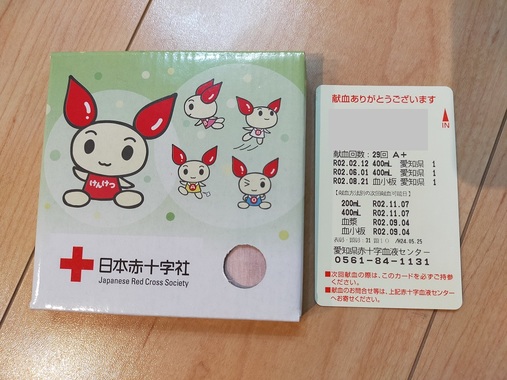 けんけつ
日本赤十字社
Japanese Red Cross Society
献血ありがとうございます
IN
献血回数:29回 A+
R02.02.12 400mL 愛知県 1
R02.06.01 400mL 愛知県 1
R02.08.21 血小板 愛知県 1
200mL R02.11.07
400mL R02.11.07
血漿 R02.09.04
血小板 R02.09.04
愛知県赤十字血液センター
0561-84-1131
■次回献血の際は、このカードを必ずご持参
ください。
■献血のお問合せ等は、上記赤十字血液センター
へお寄せください。